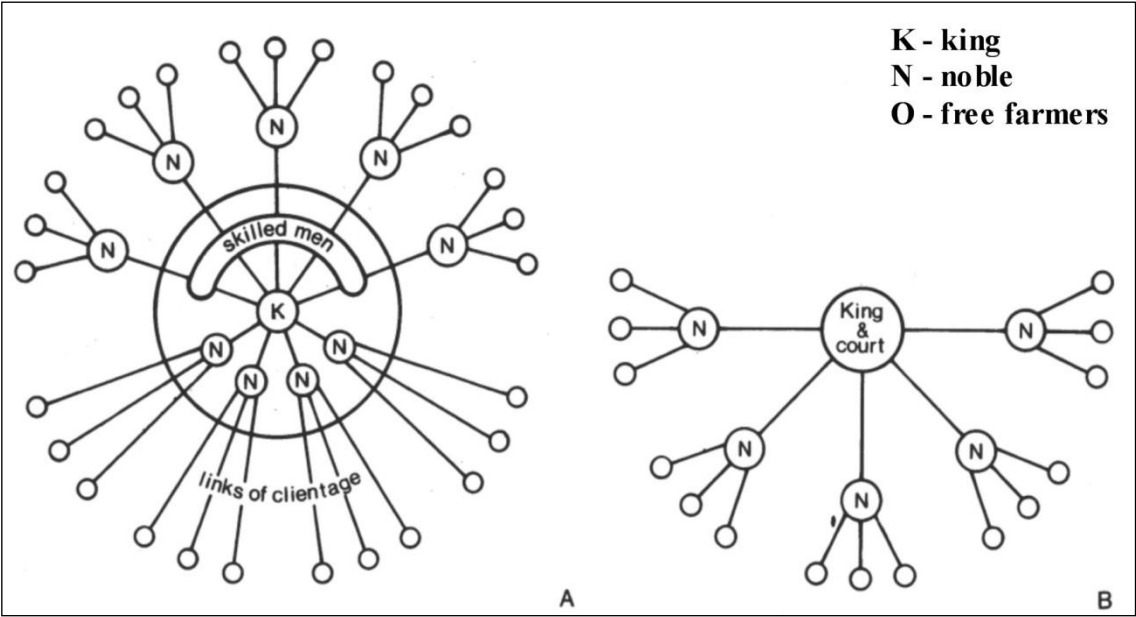 K - king
N - noble
O - free farmers
N
N
N
N
N
skilled men
K
N
N
N
N
links of clientage
A
King
&
court
N
N
N
N
N
B